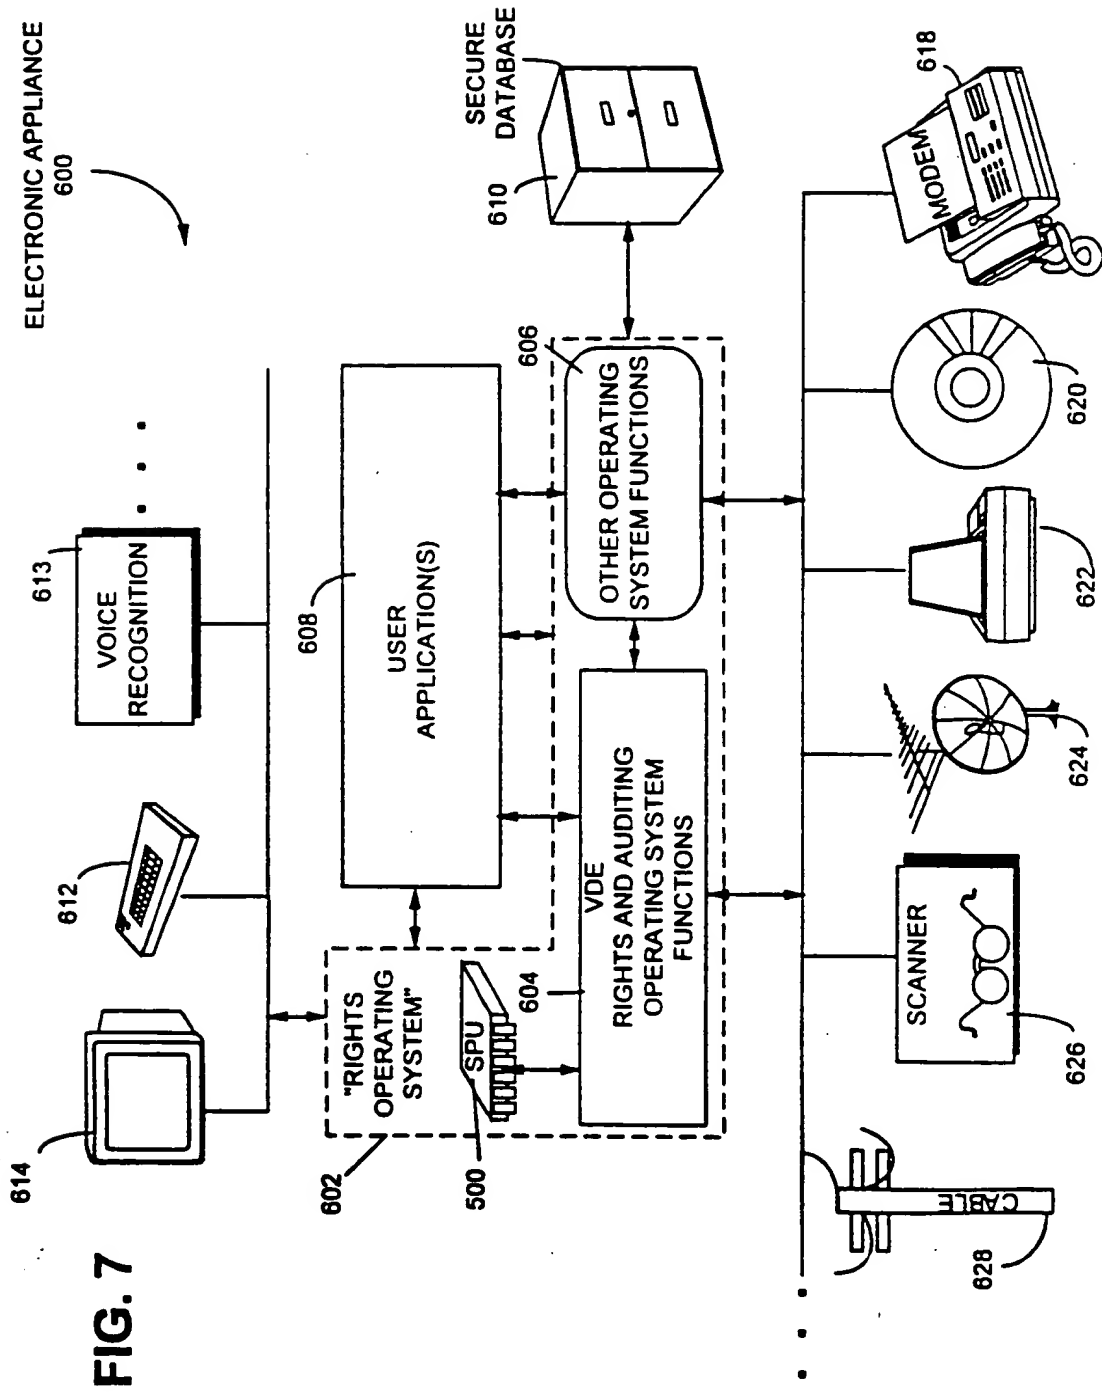 FIG. 7
ELECTRONIC APPLIANCE
600
614
612
613
VOICE
RECOGNITION
608
USER
APPLICATION(S)
602
"RIGHTS
OPERATING
SYSTEM"
SPU
500
604
VDE
RIGHTS AND AUDITING
OPERATING SYSTEM
FUNCTIONS
606
OTHER OPERATING
SYSTEM FUNCTIONS
610
SECURE
DATABASE
CABLE
628
SCANNER
626
624
622
620
MODEM
618